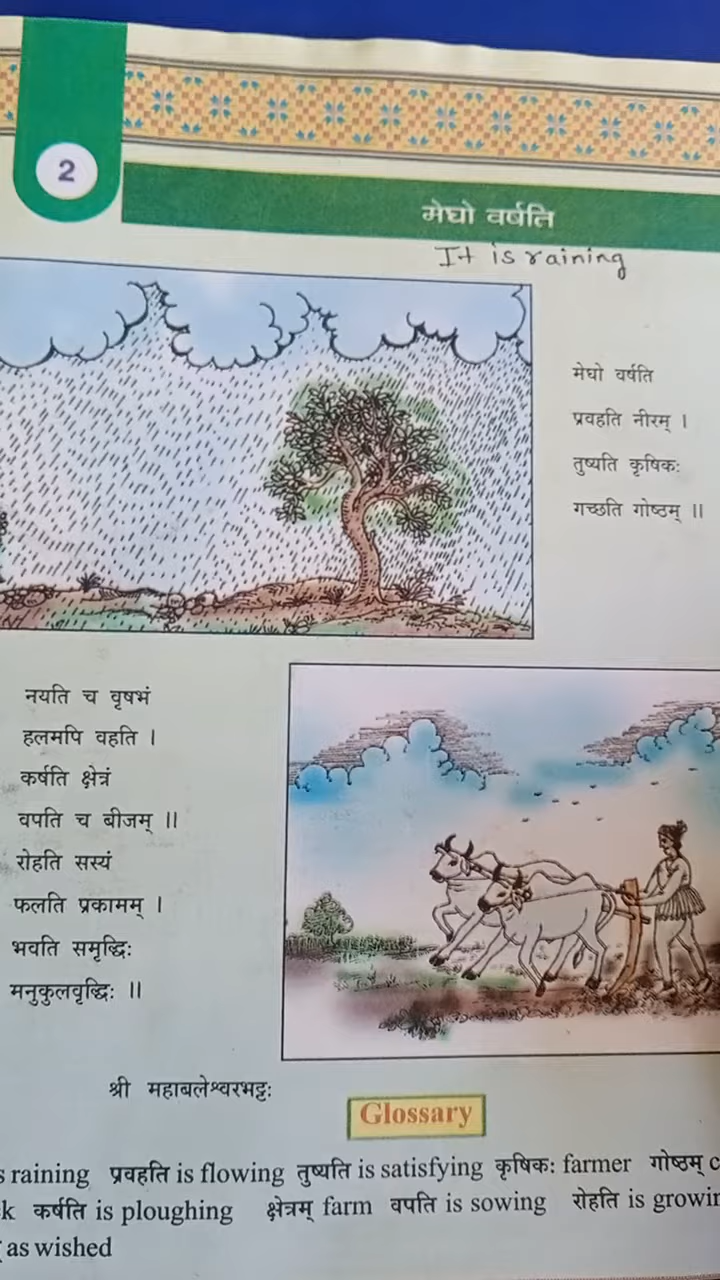 2
मेघो वर्षति
It is raining
मेघो वर्षति
प्रवहति नीरम् ।
तुष्यति कृषिकः
गच्छति गोष्ठम् ॥
नयति च वृषभं
हलमपि वहति ।
कर्षति क्षेत्रं
वपति च बीजम् ॥
रोहति सस्यं
फलति प्रकामम् ।
भवति समृद्धिः
मनुकुलवृद्धिः ॥
श्री महाबलेश्वरभट्टः
Glossary
raining प्रवहति is flowing तुष्यति is satisfying कृषिकः farmer गोष्ठम्
कर्षति is ploughing क्षेत्रम् farm वपति is sowing रोहति is
as wished